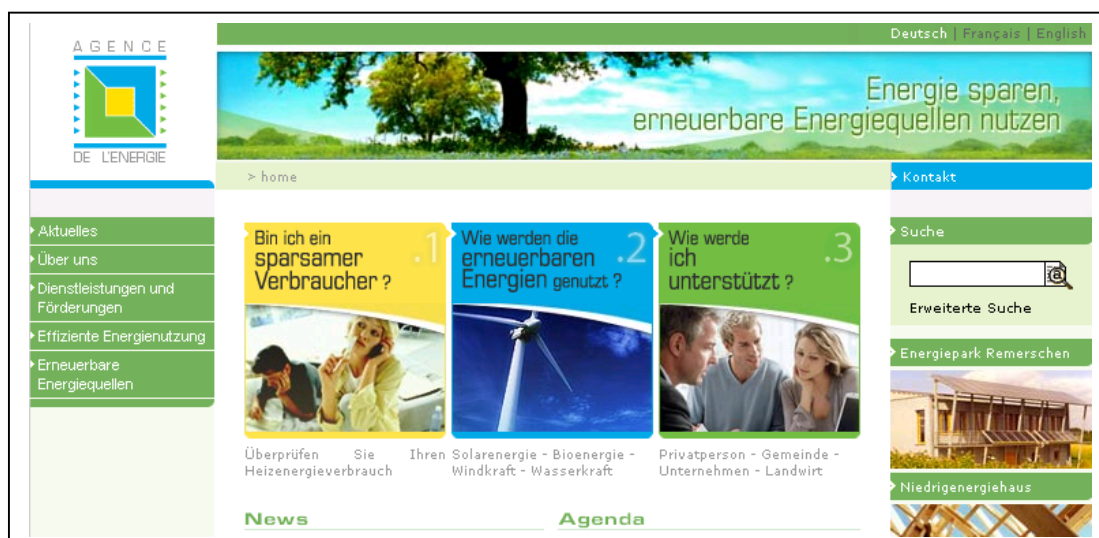 AGENCE
DE L'ENERGIE
Deutsch | Français | English
Energie sparen,
erneuerbare Energiequellen nutzen
> home
Kontakt
Aktuelles
Über uns
Dienstleistungen und
Förderungen
Effiziente Energienutzung
Erneuerbare
Energiequellen
Bin ich ein
sparsamer
Verbraucher ?
.1
Wie werden die
erneuerbaren
Energien genutzt ?
.2
Wie werde
ich
unterstützt ?
.3
Überprüfen Sie Ihren
Heizenergieverbrauch
Solarenergie - Bioenergie -
Windkraft - Wasserkraft
Privatperson - Gemeinde -
Unternehmen - Landwirt
News
Agenda
Suche
Erweiterte Suche
Energiepark Remerschen
Niedrigenergiehaus